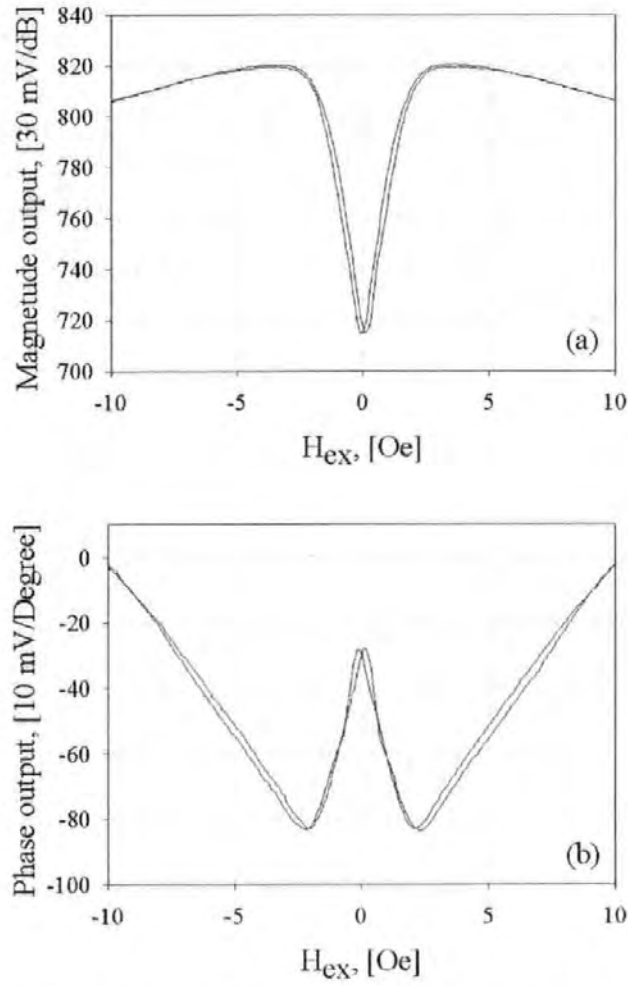 840
820
800
780
760
740
720
700
Magnetude output, [30 mV/dB]
(a)
-10 -5 0 5 10
Hex, [Oe]
0
-20
-40
-60
-80
-100
Phase output, [10 mV/Degree]
(b)
-10 -5 0 5 10
Hex, [Oe]